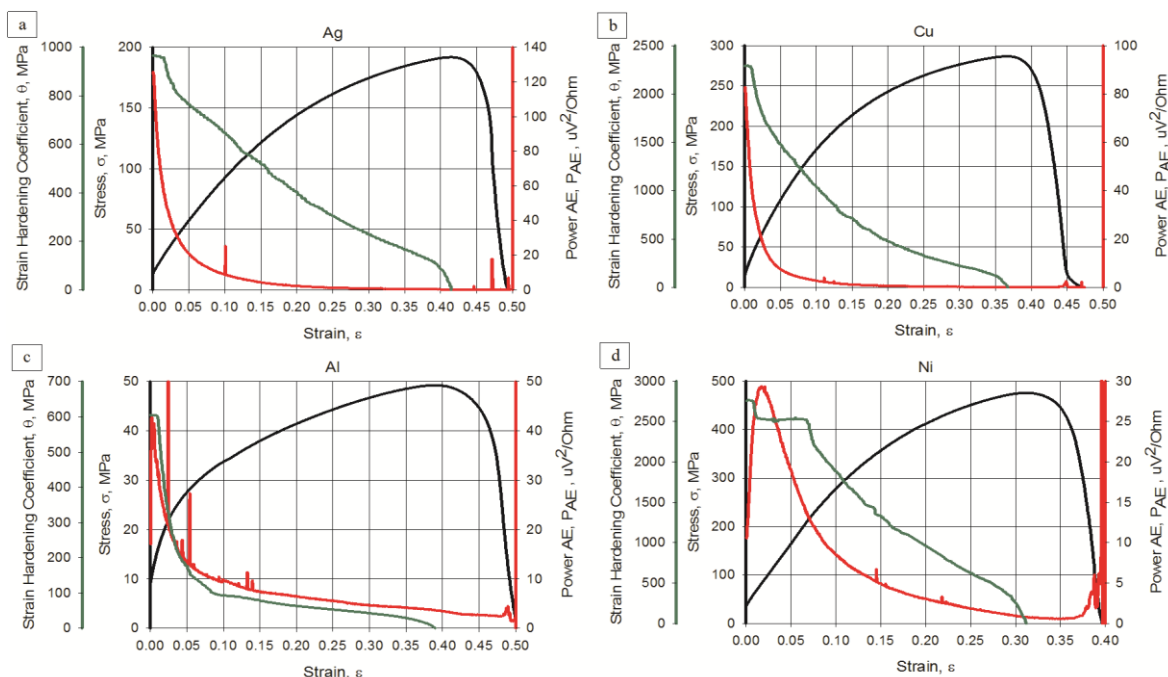 a
Ag
Strain Hardening Coefficient, θ, MPa
1000
800
600
400
200
0
Stress, σ, MPa
200
150
100
50
0
140
120
100
80
60
40
20
0
Power AE, PAE, uV²/Ohm
0.00 0.05 0.10 0.15 0.20 0.25 0.30 0.35 0.40 0.45 0.50
Strain, ε
b
Cu
Strain Hardening Coefficient, θ, MPa
2500
2000
1500
1000
500
0
Stress, σ, MPa
300
250
200
150
100
50
0
100
80
60
40
20
0
Power AE, PAE, uV²/Ohm
0.00 0.05 0.10 0.15 0.20 0.25 0.30 0.35 0.40 0.45 0.50
Strain, ε
c
Al
Strain Hardening Coefficient, θ, MPa
700
600
500
400
300
200
100
0
Stress, σ, MPa
50
40
30
20
10
0
50
40
30
20
10
0
Power AE, PAE, uV²/Ohm
0.00 0.05 0.10 0.15 0.20 0.25 0.30 0.35 0.40 0.45 0.50
Strain, ε
d
Ni
Strain Hardening Coefficient, θ, MPa
3000
2500
2000
1500
1000
500
0
Stress, σ, MPa
500
400
300
200
100
0
30
25
20
15
10
5
0
Power AE, PAE, uV²/Ohm
0.00 0.05 0.10 0.15 0.20 0.25 0.30 0.35 0.40
Strain, ε